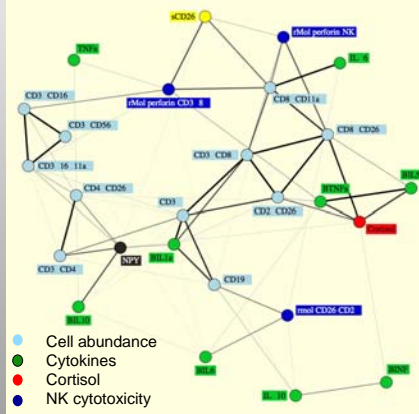 sCD26
rMol perforin NK
TNFa
IL 6
CD3 CD16
rMol perforin CD3 8
CD8 CD11a
CD3 CD56
CD8 CD26
CD3 CD8
CD3 16 11a
CD4 CD26
BTNFa
BIL5
CD3
CD2 CD26
Cortisol
CD3 CD4
NPY
BIL1a
CD19
BIL10
rmol CD26 CD2
Cell abundance
Cytokines
BIL6
Cortisol
IL 10
BINF
NK cytotoxicity